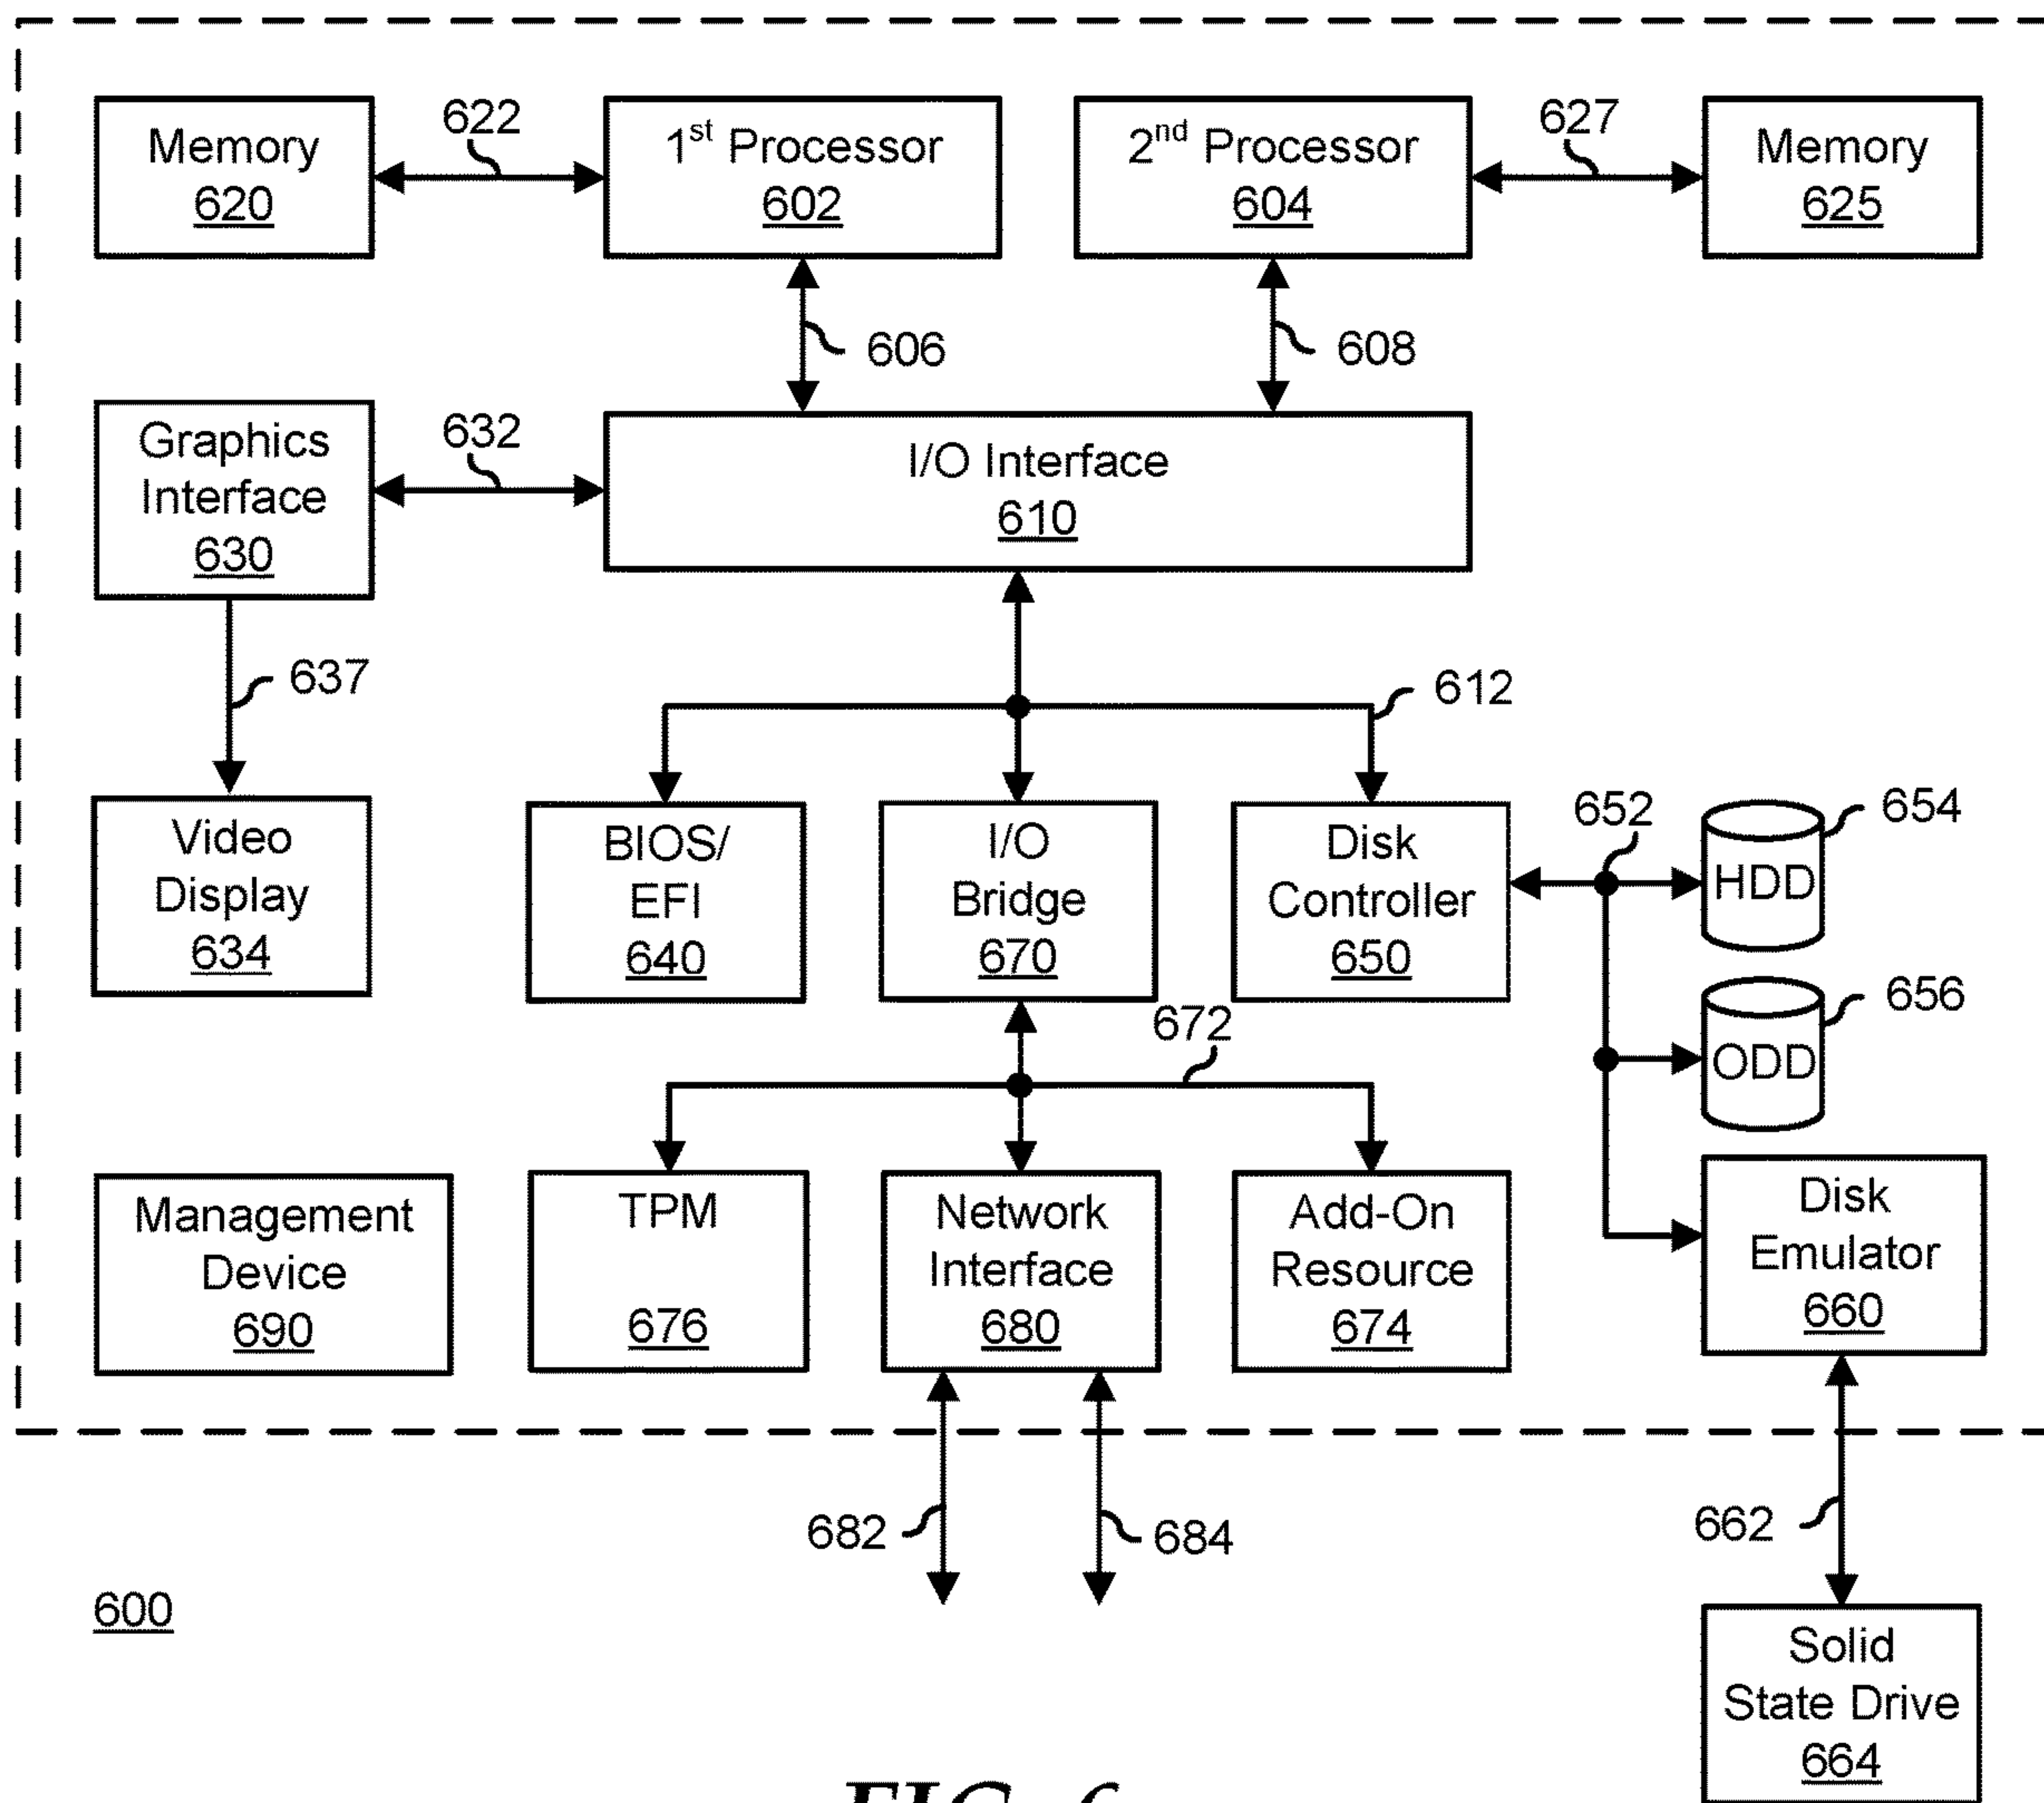 Memory
620
622
1st Processor
602
2nd Processor
604
627
Memory
625
606
608
Graphics
Interface
630
632
I/O Interface
610
637
612
Video
Display
634
BIOS/
EFI
640
I/O
Bridge
670
Disk
Controller
650
652
654
HDD
656
ODD
672
Management
Device
690
TPM
676
Network
Interface
680
Add-On
Resource
674
Disk
Emulator
660
682
684
662
600
Solid
State Drive
664
FIG. 6